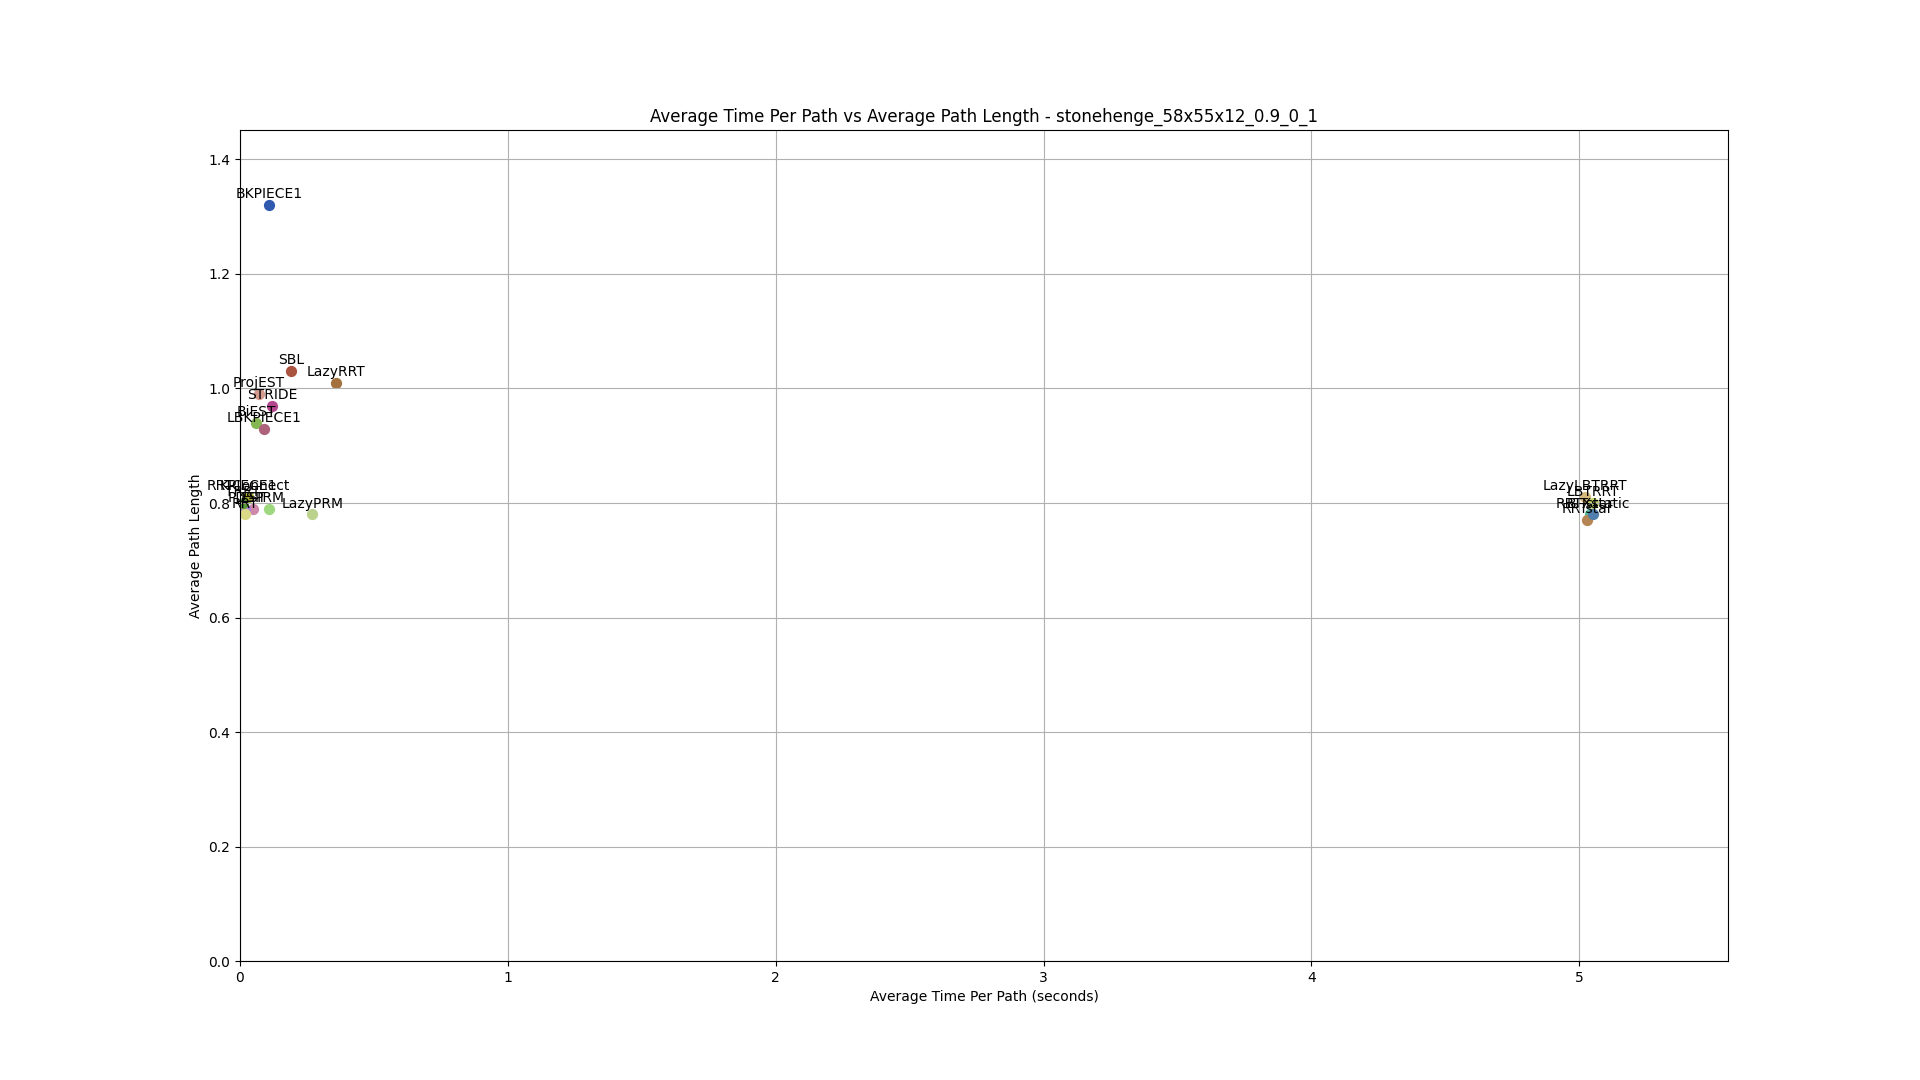 Average Time Per Path vs Average Path Length - stonehenge_58x55x12_0.9_0_1
1.4
BKPIECE1
1.2
SBL
LazyRRT
ProjEST
1.0
STRIDE
BiEST
LBKPIECE1
KPIECE1
LazyLBTRRT
LBTRRT
0.8
LazyPRM
RRT
RRTstar
Average Path Length
0.6
0.4
0.2
0.0
0
1
2
3
4
5
Average Time Per Path (seconds)